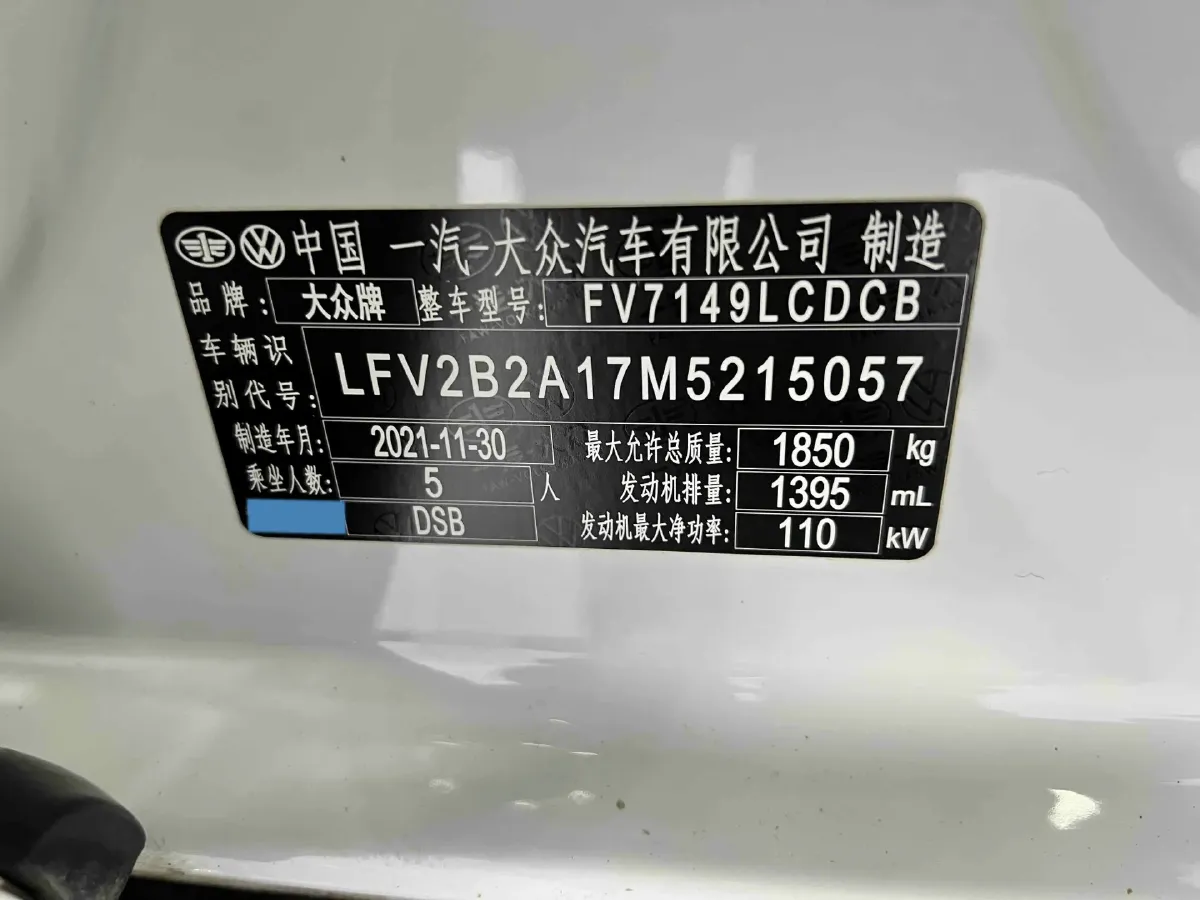 中国 一汽-大众汽车有限公司 制造
品牌: 大众牌 整车型号: FV7149LCDCB
车辆识别代号: LFV2B2A17M5215057
制造年月: 2021-11-30 最大允许总质量: 1850 kg
乘坐人数: 5 人 发动机排量: 1395 mL
DSB 发动机最大净功率: 110 kW